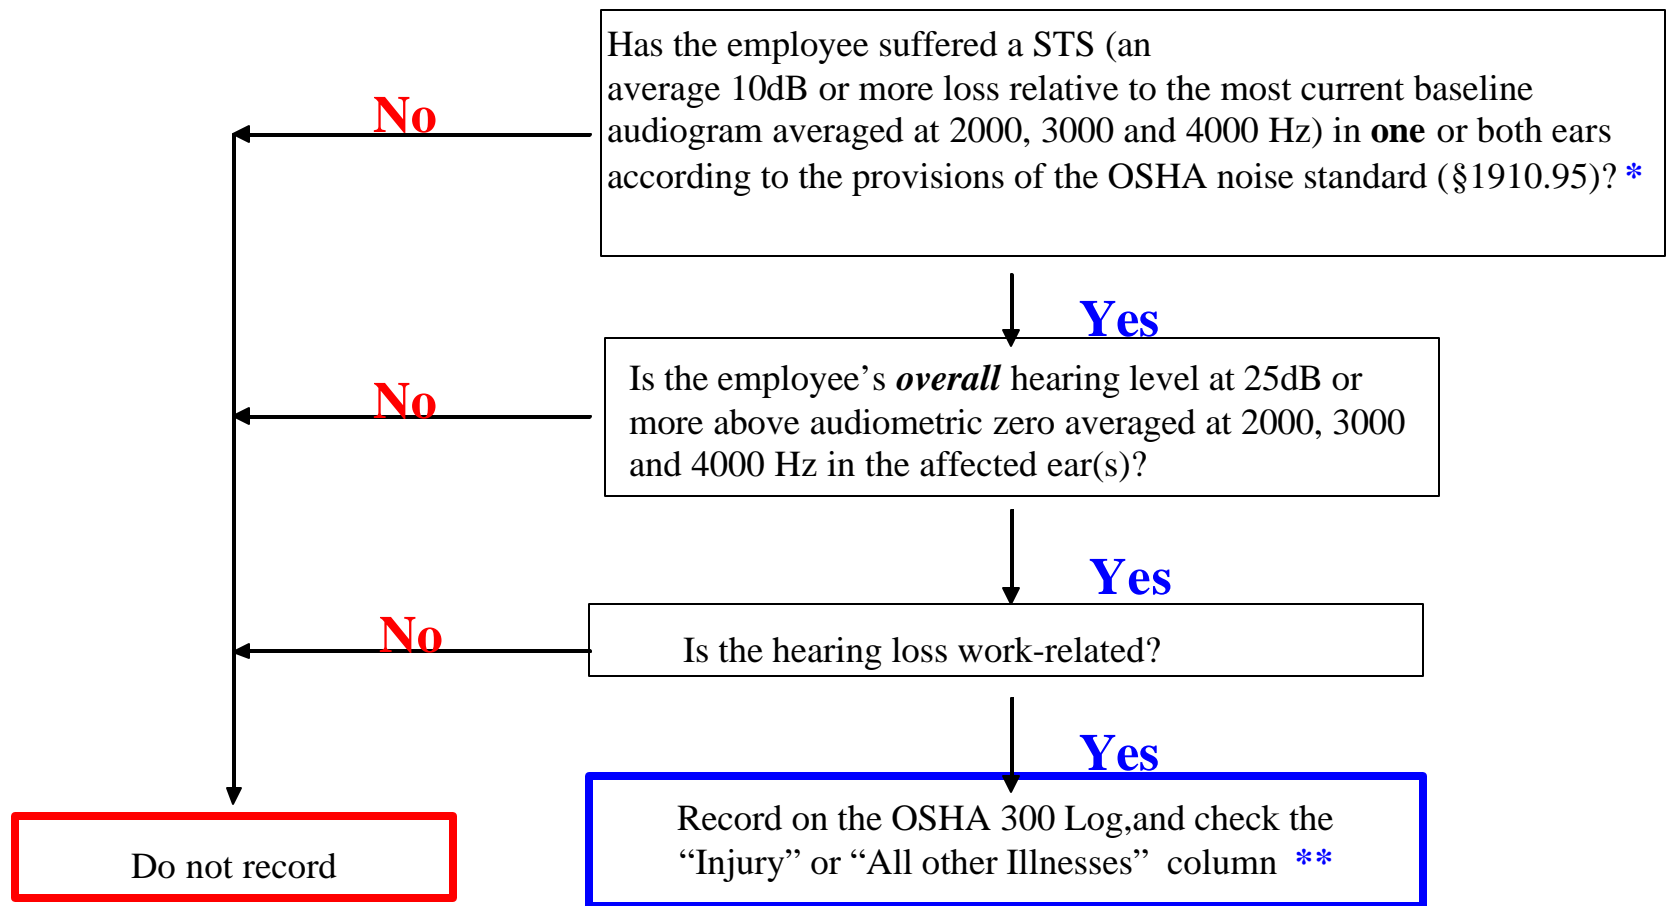 Has the employee suffered a STS (an
average 10dB or more loss relative to the most current baseline
audiogram averaged at 2000, 3000 and 4000 Hz) in one or both ears
according to the provisions of the OSHA noise standard (§1910.95)? *
No
Yes
Is the employee’s overall hearing level at 25dB or
more above audiometric zero averaged at 2000, 3000
and 4000 Hz in the affected ear(s)?
No
Yes
Is the hearing loss work-related?
No
Yes
Record on the OSHA 300 Log,and check the
“Injury” or “All other Illnesses” column **
Do not record